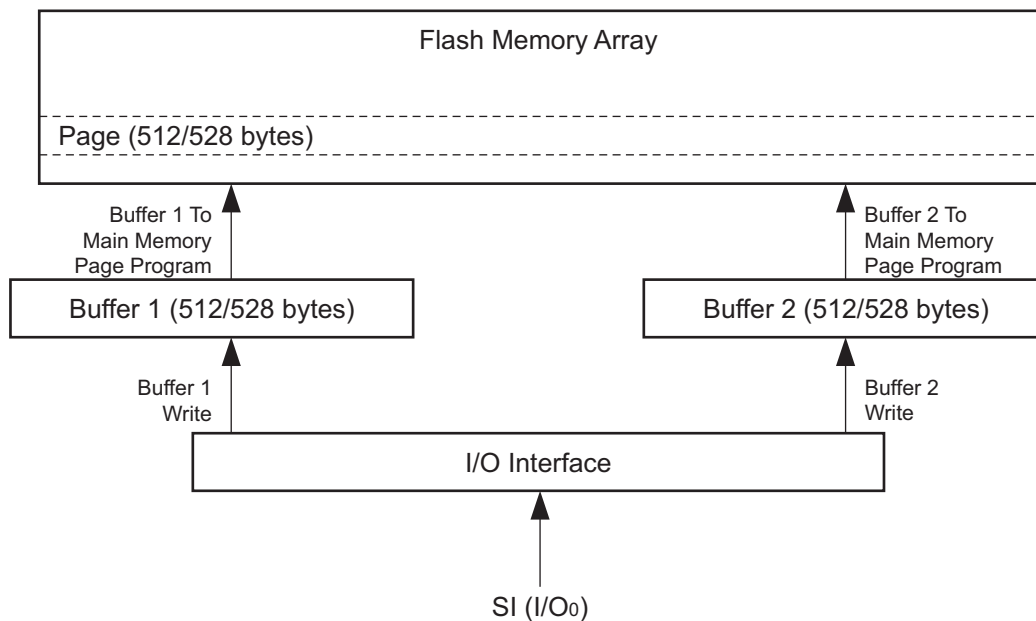 Flash Memory Array
Page (512/528 bytes)
Buffer 1 To
Main Memory
Page Program
Buffer 2 To
Main Memory
Page Program
Buffer 1 (512/528 bytes)
Buffer 2 (512/528 bytes)
Buffer 1
Write
Buffer 2
Write
I/O Interface
SI (I/O0)